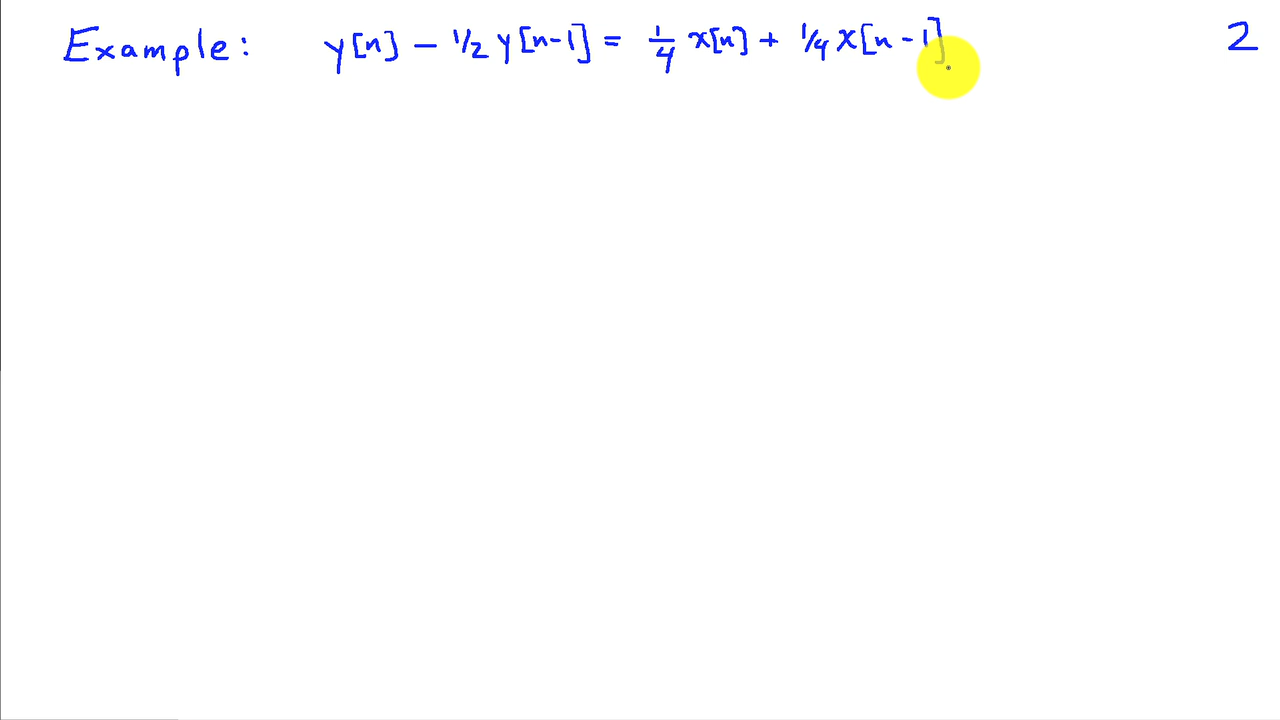 Example: y[n] - 1/2 y[n-1] = 1/4 x[n] + 1/4 x[n-1] 2